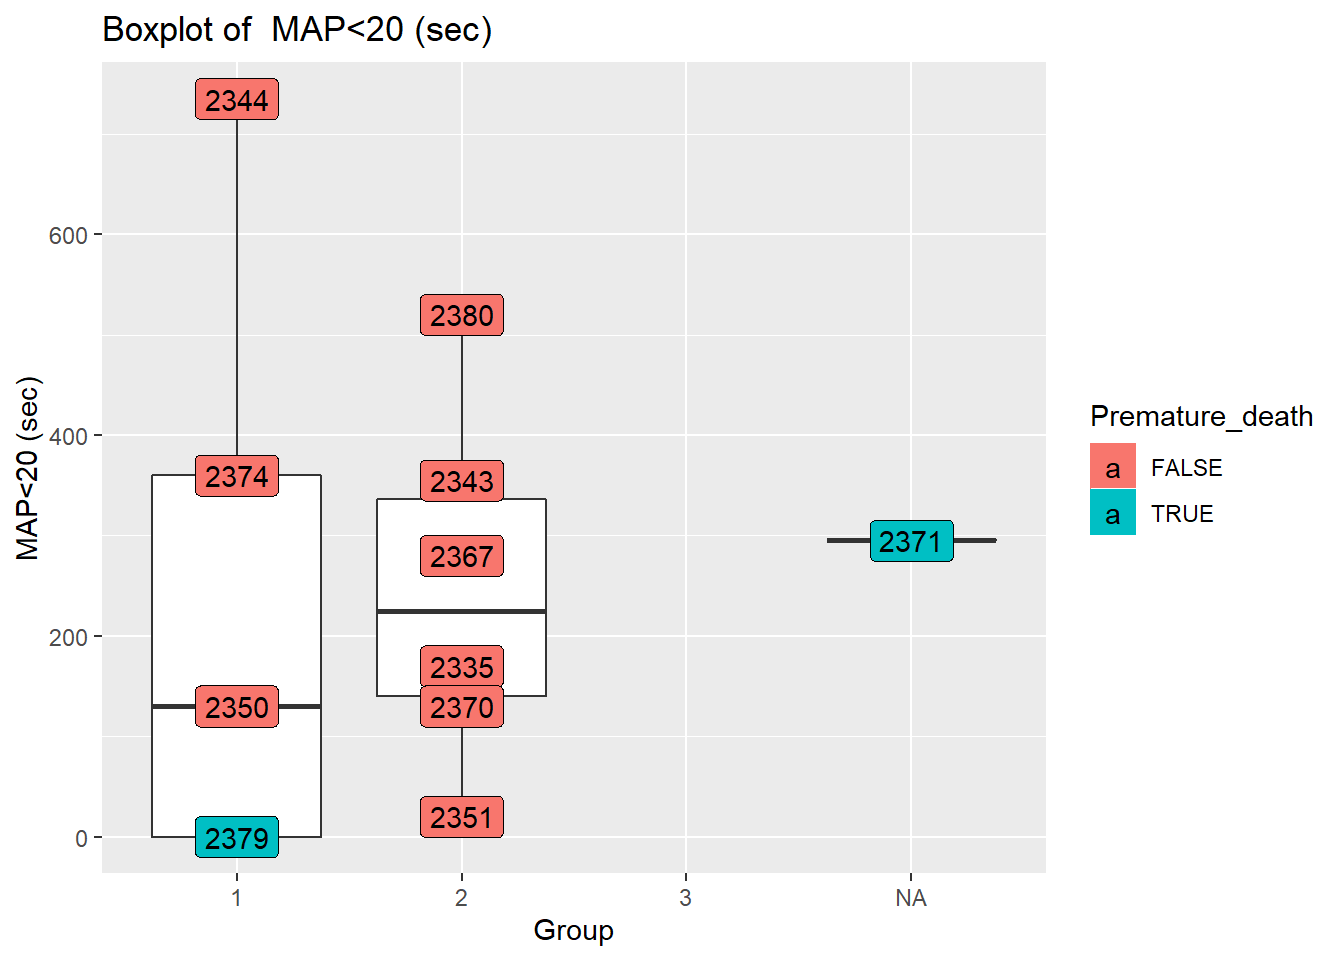 Boxplot of  MAP<20 (sec)
MAP<20 (sec)
600
400
200
0
2344
2374
2350
2379
2380
2343
2367
2335
2370
2351
2371
1
2
3
NA
Group
Premature_death
a FALSE
a TRUE